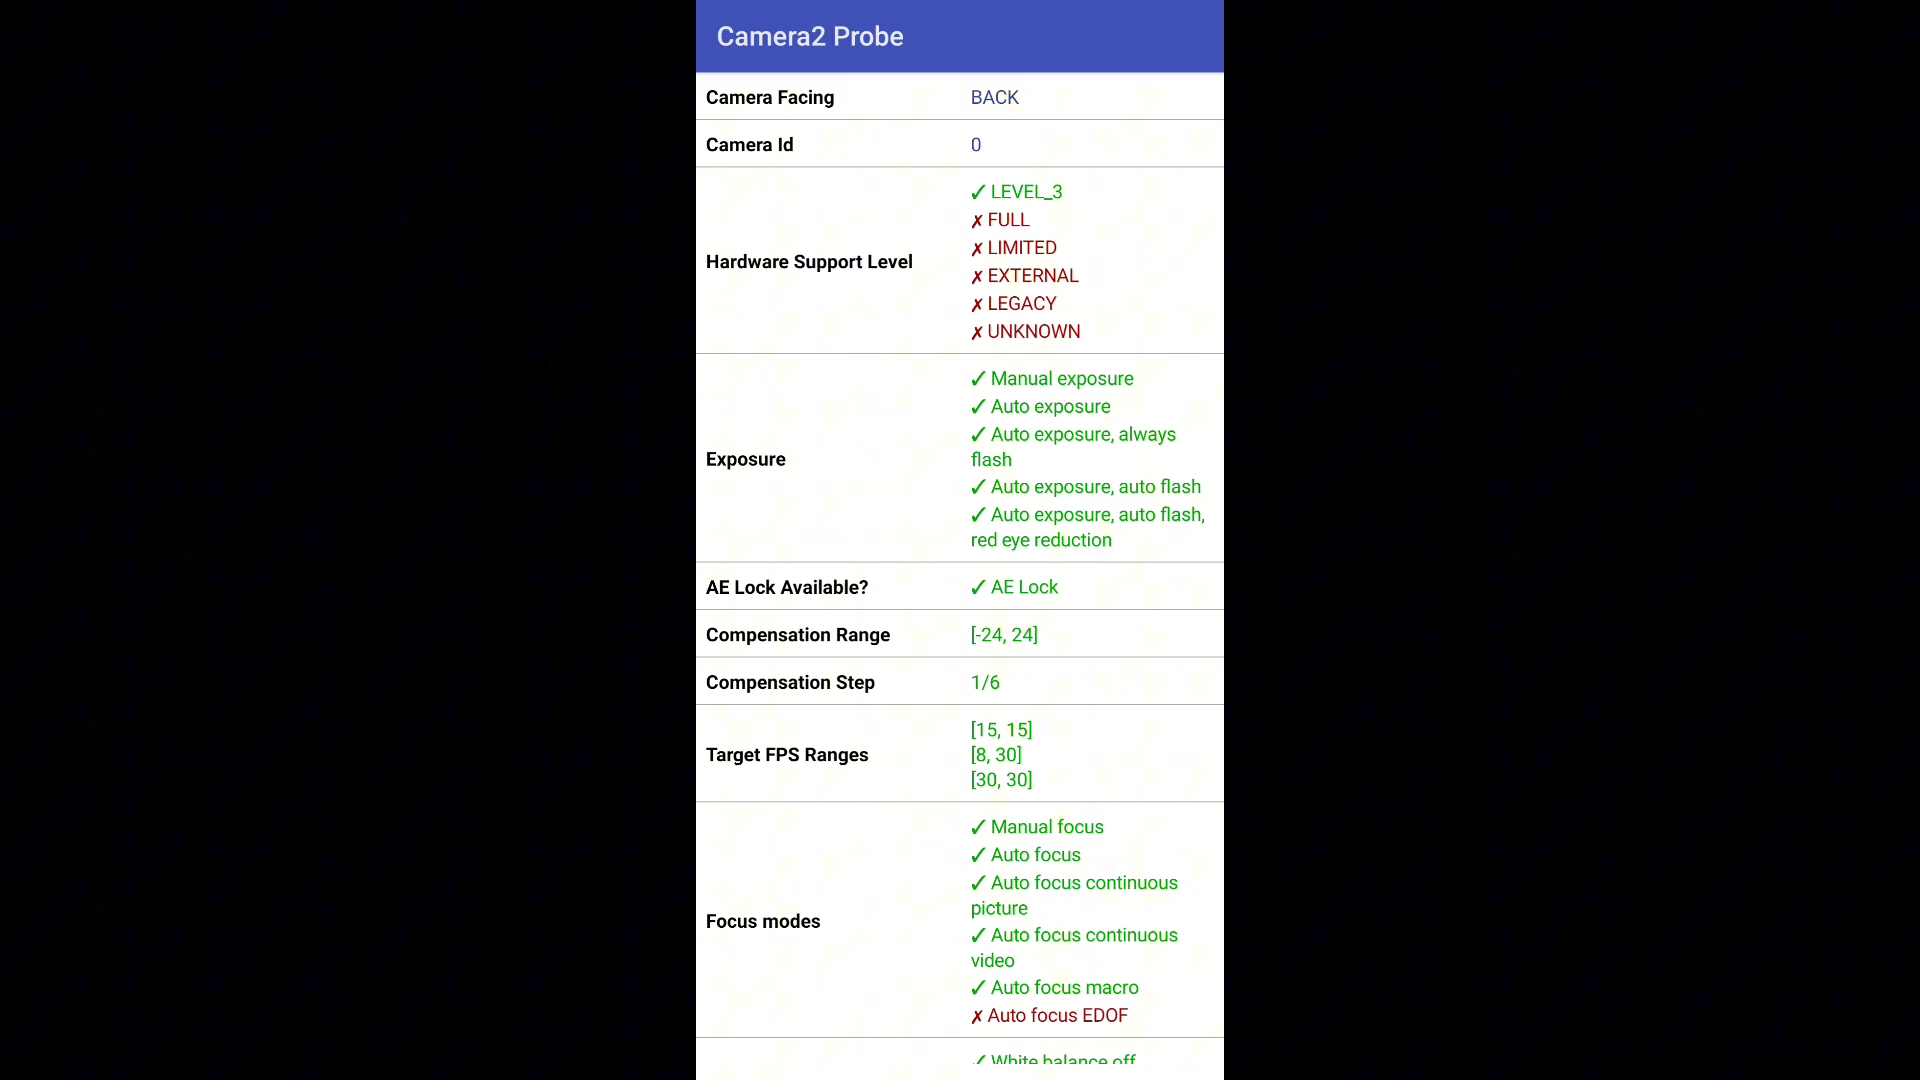 Camera2 Probe
Camera Facing BACK
Camera Id 0
Hardware Support Level
✓ LEVEL_3
✗ FULL
✗ LIMITED
✗ EXTERNAL
✗ LEGACY
✗ UNKNOWN
Exposure
✓ Manual exposure
✓ Auto exposure
✓ Auto exposure, always
flash
✓ Auto exposure, auto flash
✓ Auto exposure, auto flash,
red eye reduction
AE Lock Available? ✓ AE Lock
Compensation Range [-24, 24]
Compensation Step 1/6
Target FPS Ranges
[15, 15]
[8, 30]
[30, 30]
Focus modes
✓ Manual focus
✓ Auto focus
✓ Auto focus continuous
picture
✓ Auto focus continuous
video
✓ Auto focus macro
✗ Auto focus EDOF
✓ White balance off